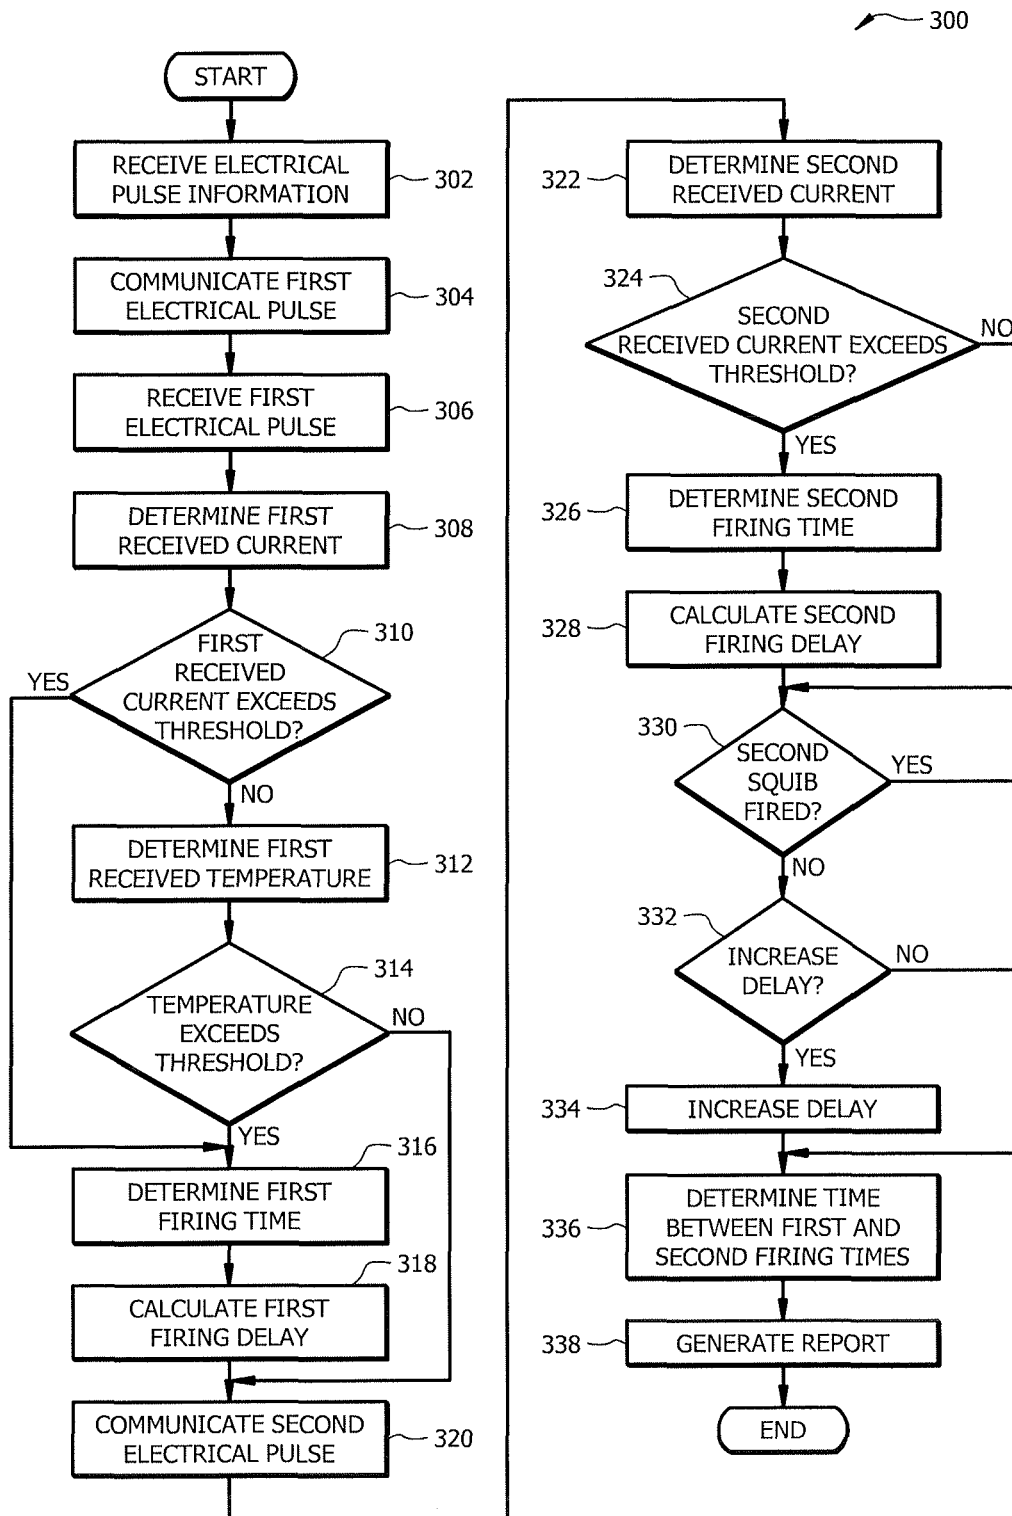 300
START
RECEIVE ELECTRICAL
PULSE INFORMATION
302
COMMUNICATE FIRST
ELECTRICAL PULSE
304
RECEIVE FIRST
ELECTRICAL PULSE
306
DETERMINE FIRST
RECEIVED CURRENT
308
FIRST
RECEIVED
CURRENT EXCEEDS
THRESHOLD?
310
YES
NO
DETERMINE FIRST
RECEIVED TEMPERATURE
312
TEMPERATURE
EXCEEDS
THRESHOLD?
314
NO
YES
DETERMINE FIRST
FIRING TIME
316
CALCULATE FIRST
FIRING DELAY
318
COMMUNICATE SECOND
ELECTRICAL PULSE
320
322
DETERMINE SECOND
RECEIVED CURRENT
324
SECOND
RECEIVED CURRENT EXCEEDS
THRESHOLD?
NO
YES
326
DETERMINE SECOND
FIRING TIME
328
CALCULATE SECOND
FIRING DELAY
330
SECOND
SQUIB
FIRED?
YES
NO
332
INCREASE
DELAY?
NO
YES
334
INCREASE DELAY
336
DETERMINE TIME
BETWEEN FIRST AND
SECOND FIRING TIMES
338
GENERATE REPORT
END